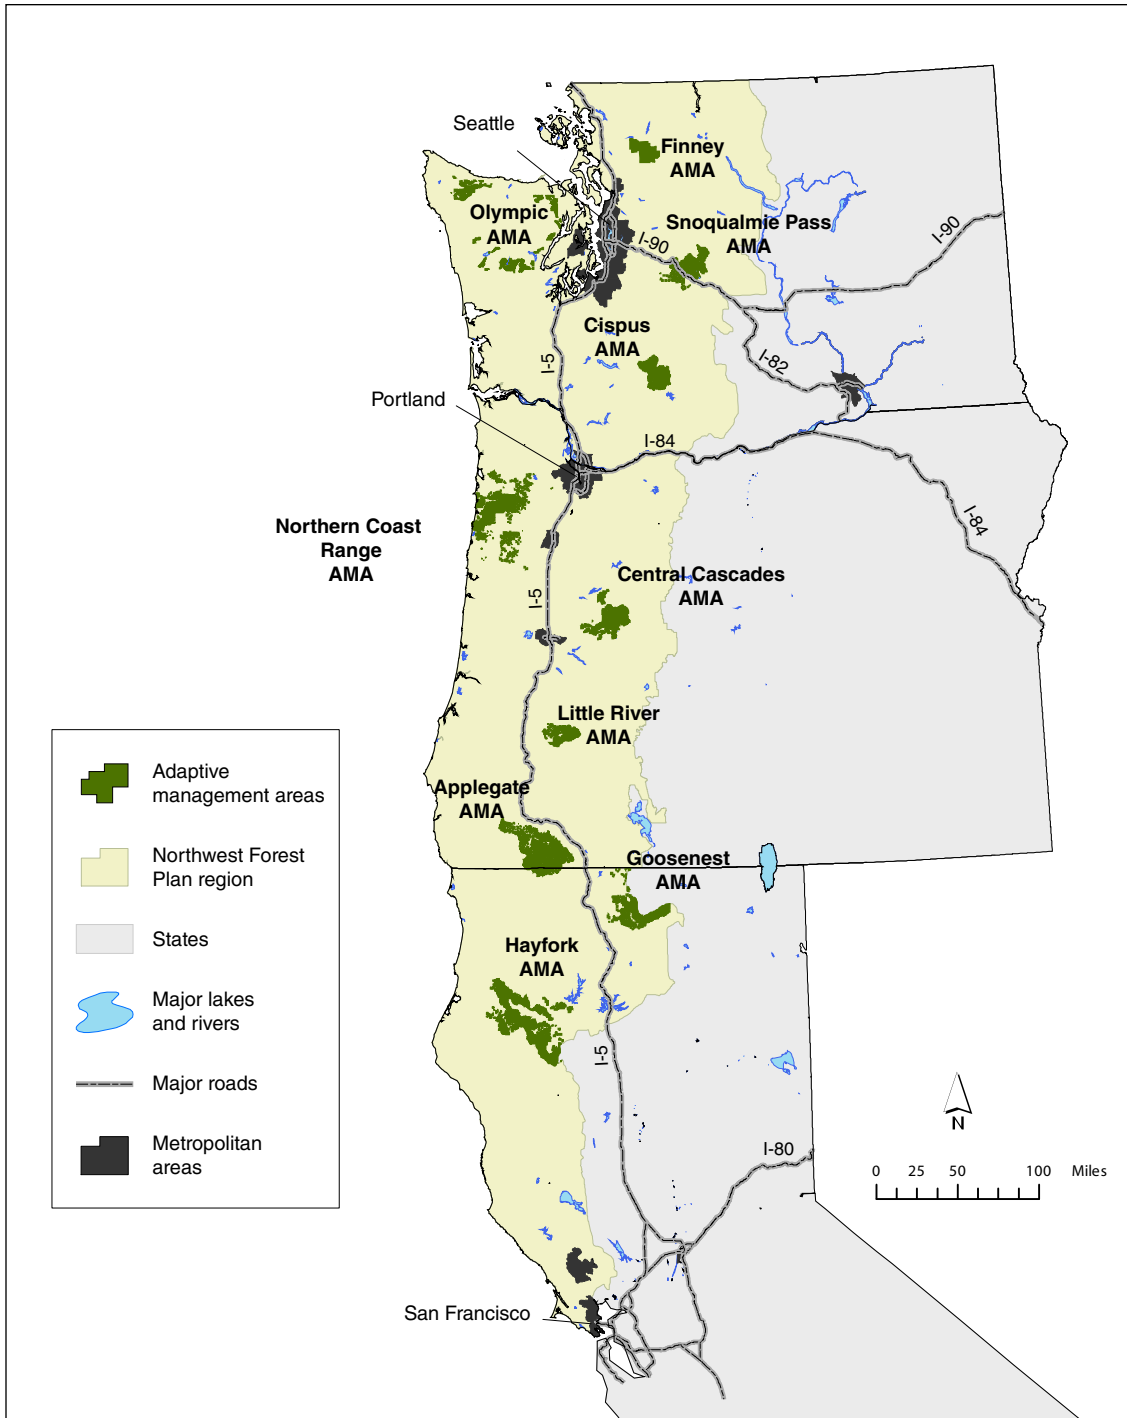 Seattle
Finney
AMA
Olympic
AMA
Snoqualmie Pass
AMA
I-90
I-90
Cispus
AMA
I-5
I-82
Portland
I-84
I-84
Northern Coast
Range
AMA
Central Cascades
AMA
I-5
Little River
AMA
Applegate
AMA
Goosenest
AMA
Hayfork
AMA
I-5
I-80
San Francisco
Adaptive
management areas
Northwest Forest
Plan region
States
Major lakes
and rivers
Major roads
Metropolitan
areas
N
0 25 50 100 Miles